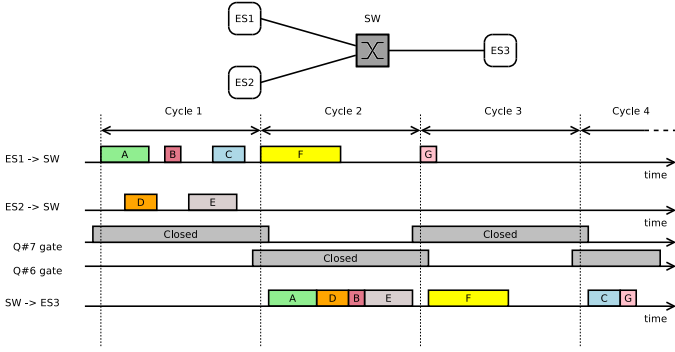 ES1
SW
ES3
ES2
Cycle 1 Cycle 2 Cycle 3 Cycle 4
ES1 -> SW A B C F G
time
ES2 -> SW D E
time
Closed Closed
Q#7 gate
Closed
Q#6 gate
SW -> ES3 A D B E F C G
time